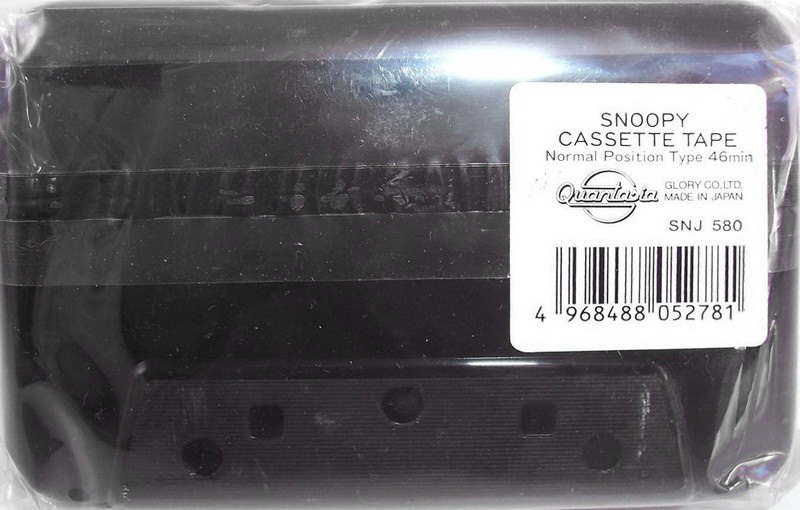 SNOOPY
CASSETTE TAPE
Normal Position Type 46min
Quantasia
GLORY CO.,LTD.
MADE IN JAPAN
SNJ 580
4 968488 052781